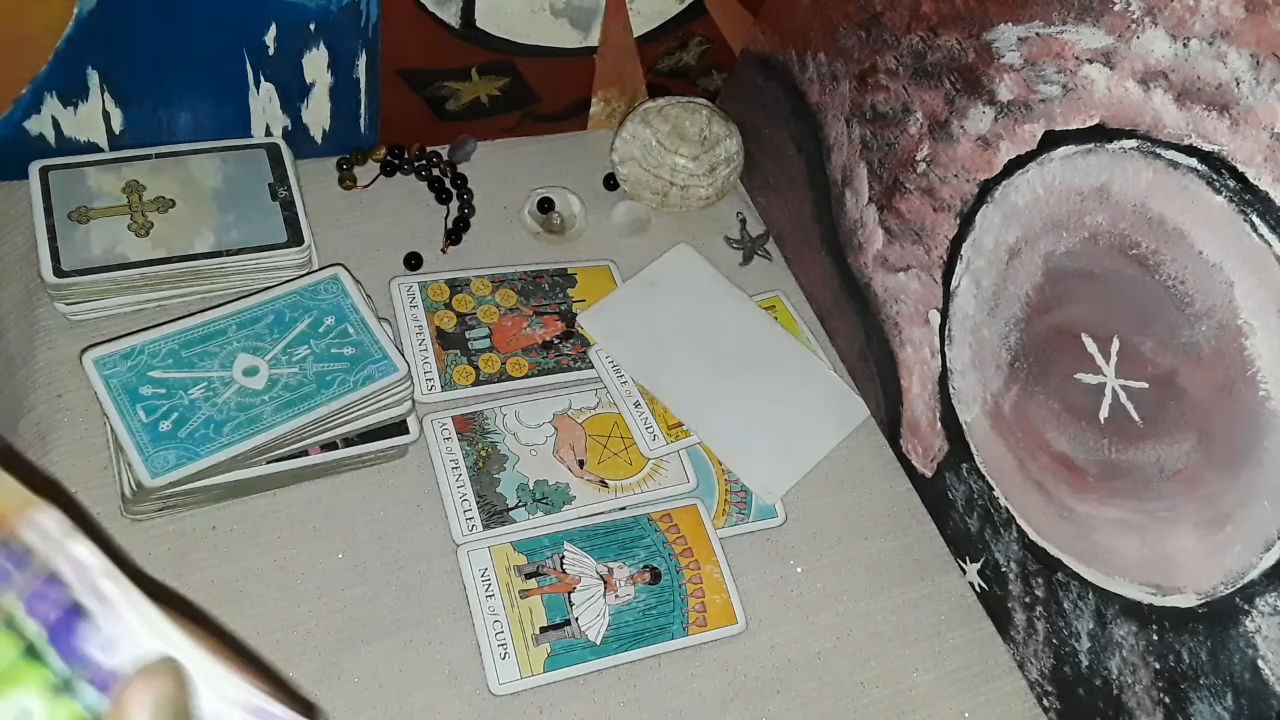 36
NINE of PENTACLES
THREE of WANDS
ACE of PENTACLES
NINE of CUPS